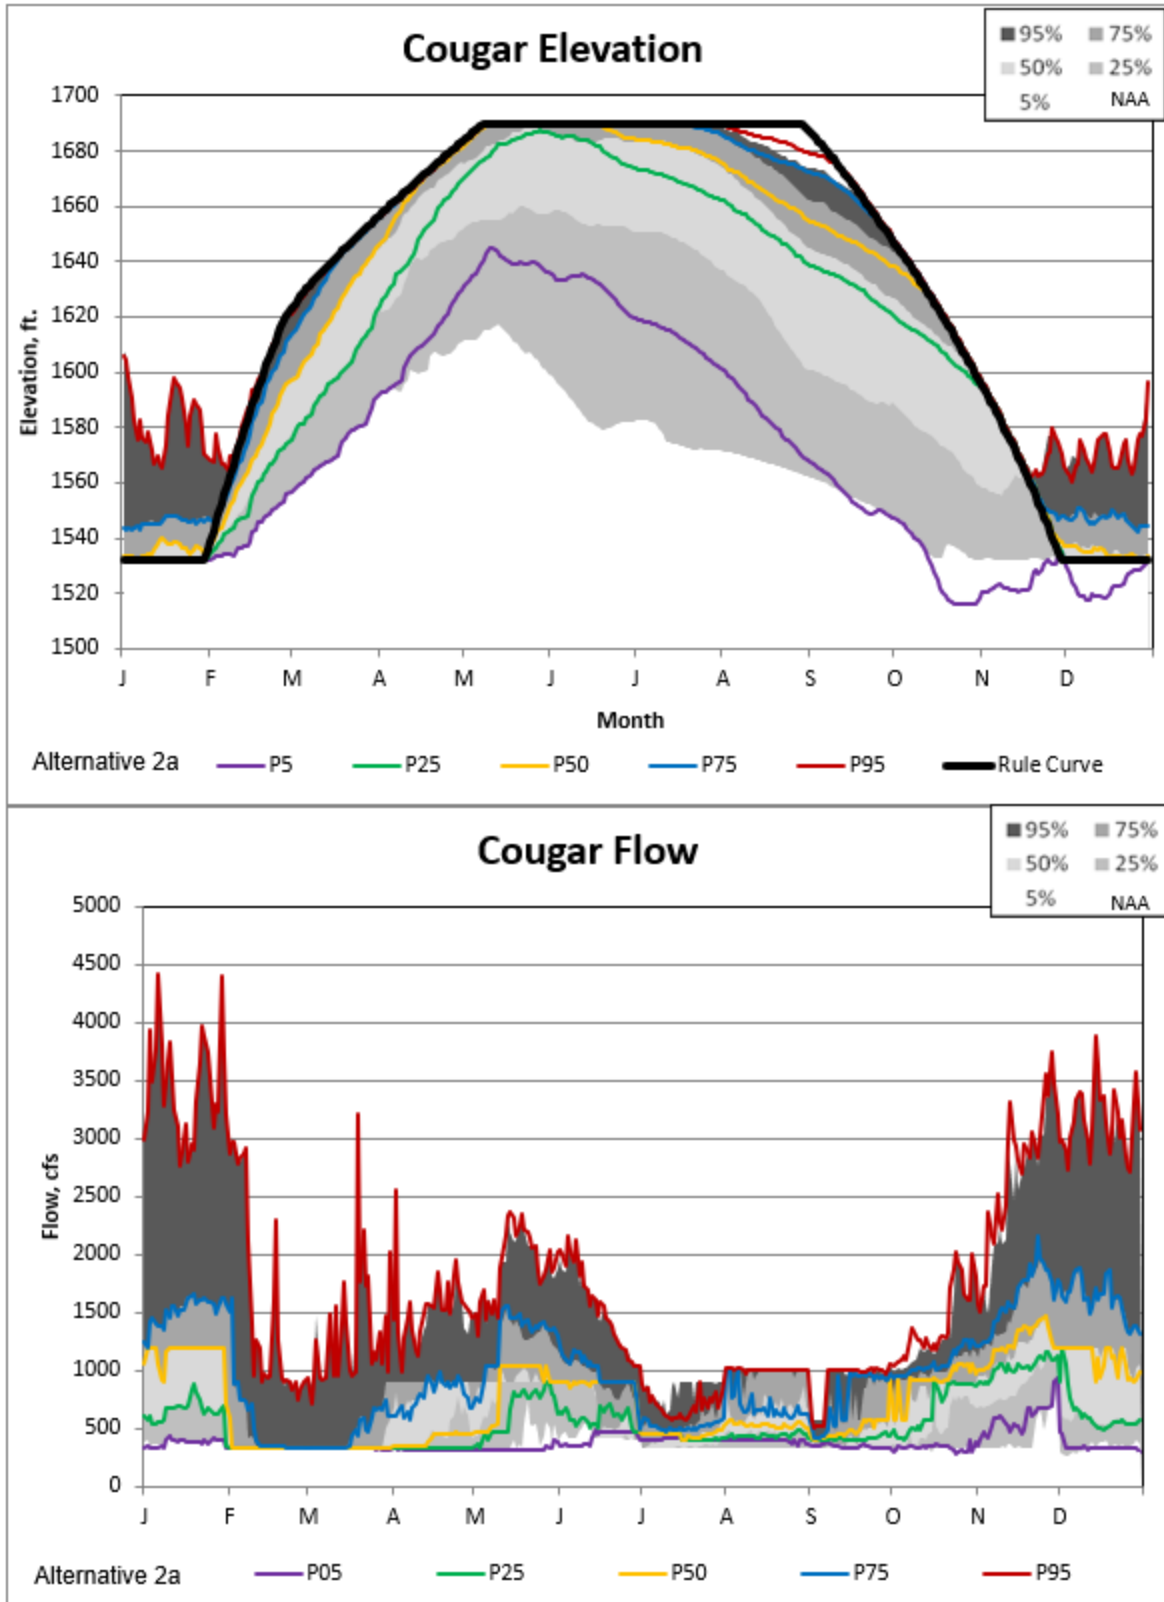 Cougar Elevation
95% 75%
50% 25%
5% NAA
1700
1680
1660
1640
1620
1600
1580
1560
1540
1520
1500
Elevation, ft.
J F M A M J J A S O N D
Month
Alternative 2a P5 P25 P50 P75 P95 Rule Curve
Cougar Flow
95% 75%
50% 25%
5% NAA
5000
4500
4000
3500
3000
2500
2000
1500
1000
500
0
Flow, cfs
J F M A M J J A S O N D
Alternative 2a P05 P25 P50 P75 P95